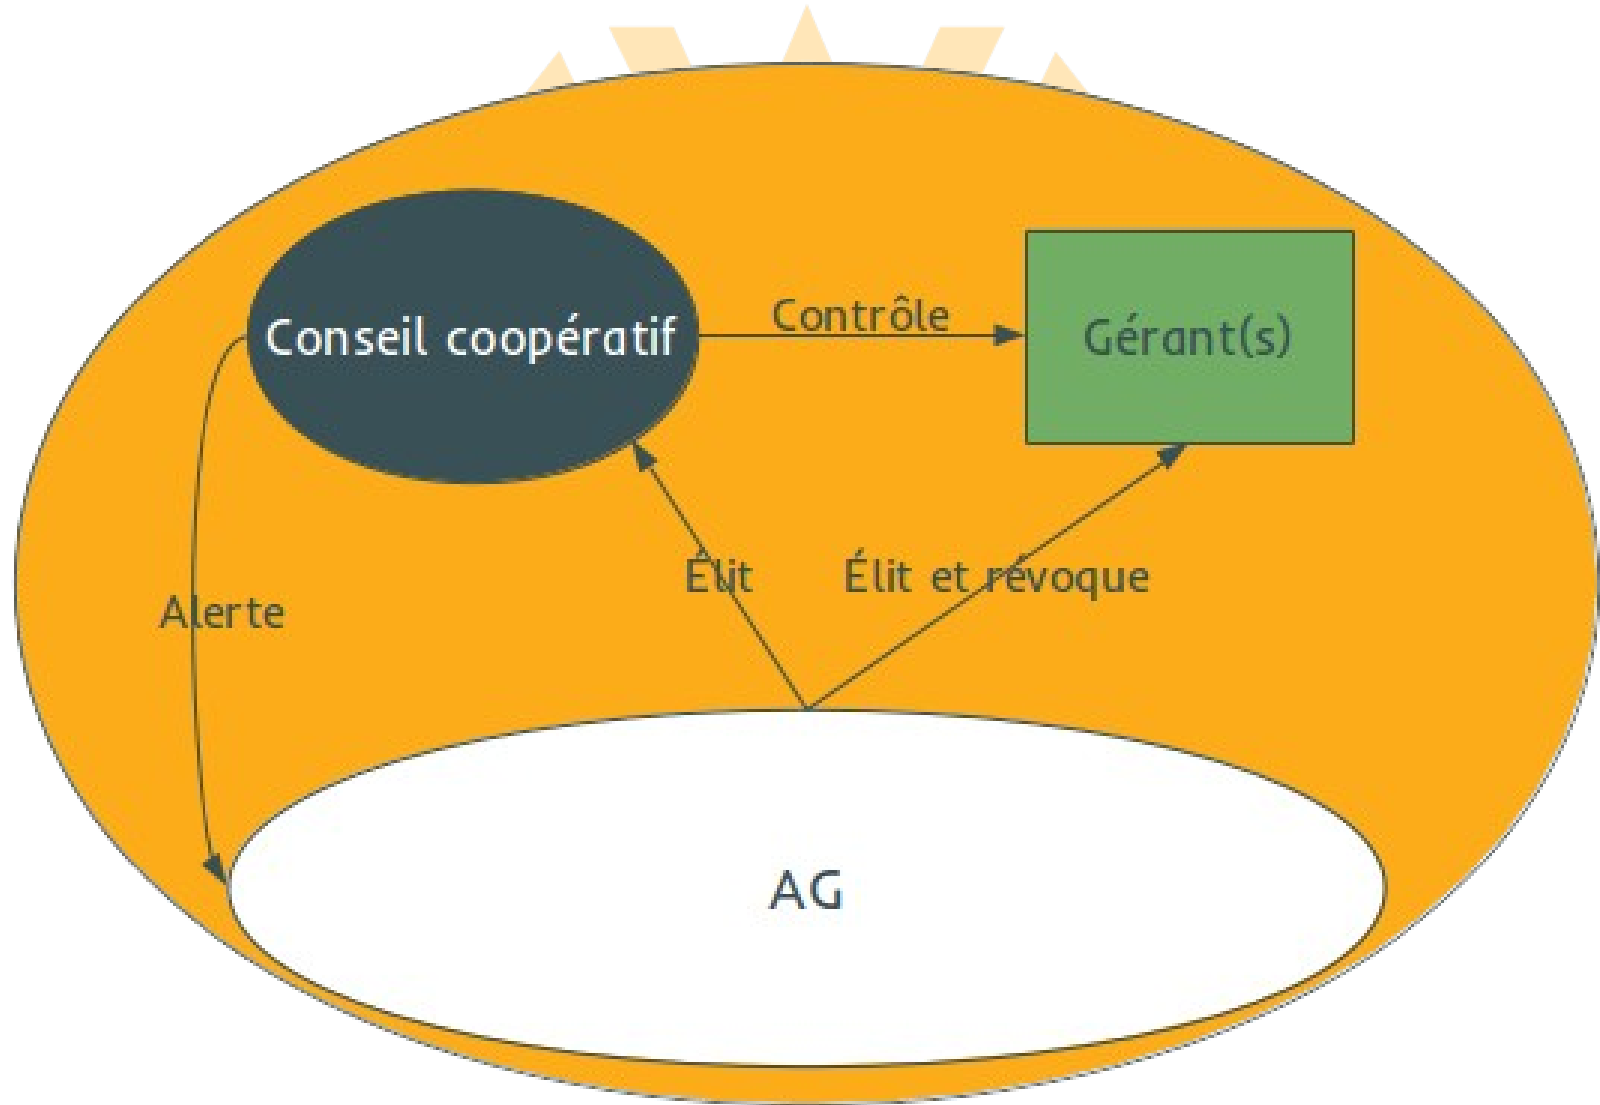 Contrôle
Conseil coopératif
Gérant(s)
Élit
Élit et révoque
Alerte
AG